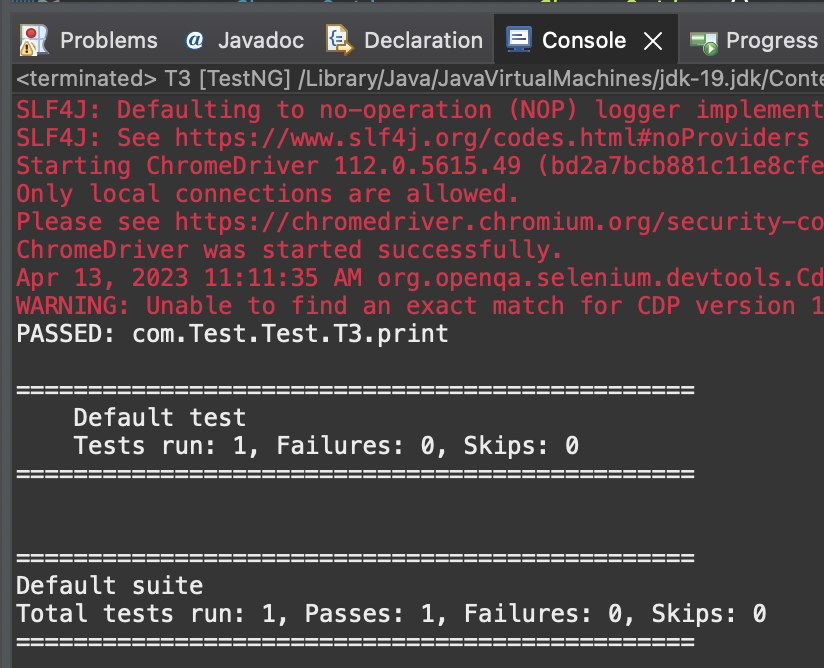 Problems @ Javadoc Declaration Console Progress
<terminated> T3 [TestNG] /Library/Java/JavaVirtualMachines/jdk-19.jdk/Conte
SLF4J: Defaulting to no-operation (NOP) logger implement
SLF4J: See https://www.slf4j.org/codes.html#noProviders
Starting ChromeDriver 112.0.5615.49 (bd2a7bcb881c11e8cfe
Only local connections are allowed.
Please see https://chromedriver.chromium.org/security-co
ChromeDriver was started successfully.
Apr 13, 2023 11:11:35 AM org.openqa.selenium.devtools.Cd
WARNING: Unable to find an exact match for CDP version 1
PASSED: com.Test.Test.T3.print
===============================================
Default test
Tests run: 1, Failures: 0, Skips: 0
===============================================
===============================================
Default suite
Total tests run: 1, Passes: 1, Failures: 0, Skips: 0
===============================================